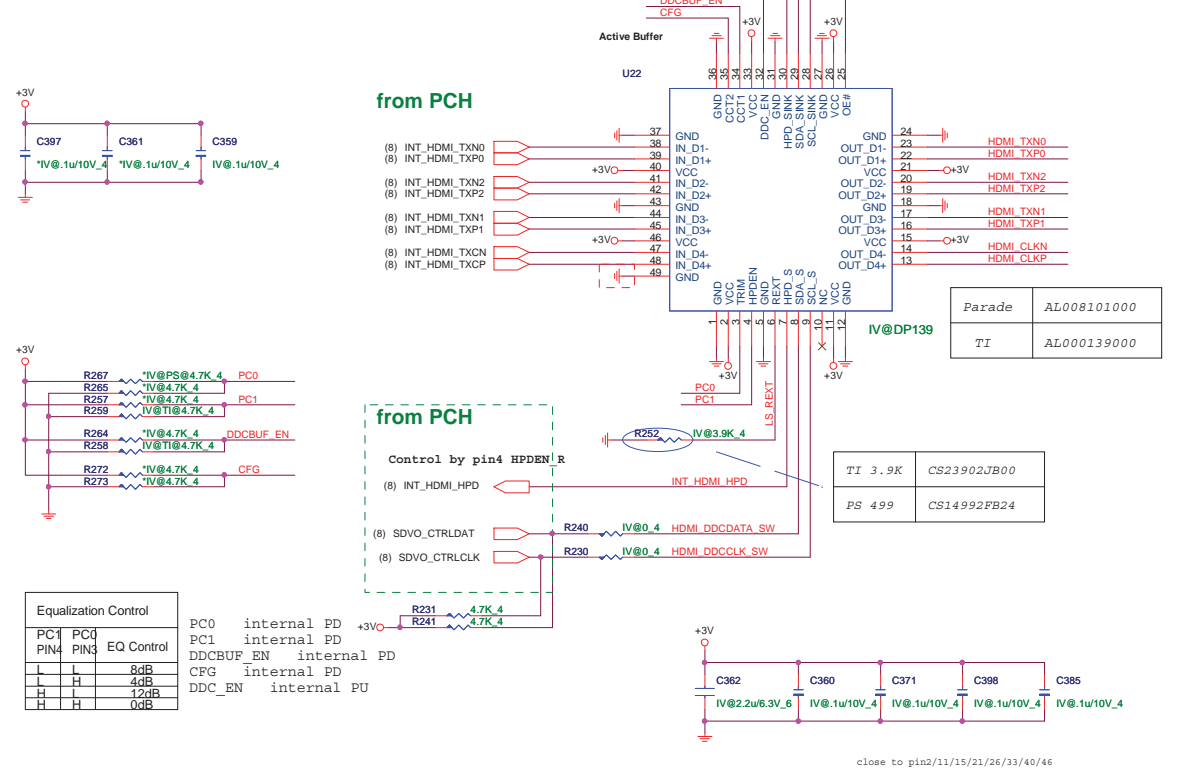 DDCBUF_EN
CFG
Active Buffer
U22
from PCH
+3V
+3V
+3V
C397
*IV@.1u/10V_4
C361
*IV@.1u/10V_4
C359
IV@.1u/10V_4
36 GND
35 CCT2
34 CCT1
33 VCC
32 DDC_EN
31 GND
30 HPD_SINK
29 SDA_SINK
28 SCL_SINK
27 GND
26 VCC
25 OE#
37 GND
(8) INT_HDMI_TXN0 38 IN_D1-
(8) INT_HDMI_TXP0 39 IN_D1+
+3V 40 VCC
(8) INT_HDMI_TXN2 41 IN_D2-
(8) INT_HDMI_TXP2 42 IN_D2+
43 GND
(8) INT_HDMI_TXN1 44 IN_D3-
(8) INT_HDMI_TXP1 45 IN_D3+
+3V 46 VCC
(8) INT_HDMI_TXCN 47 IN_D4-
(8) INT_HDMI_TXCP 48 IN_D4+
49 GND
GND 24
OUT_D1- 23 HDMI_TXN0
OUT_D1+ 22 HDMI_TXP0
VCC 21 +3V
OUT_D2- 20 HDMI_TXN2
OUT_D2+ 19 HDMI_TXP2
GND 18
OUT_D3- 17 HDMI_TXN1
OUT_D3+ 16 HDMI_TXP1
VCC 15 +3V
OUT_D4- 14 HDMI_CLKN
OUT_D4+ 13 HDMI_CLKP
GND 1
VCC 2
TRIM 3
HPDEN 4
GND 5
REXT 6
HPD_S 7
SDA_S 8
SCL_S 9
NC 10
VCC 11
GND 12
IV@DP139
Parade AL008101000
TI AL000139000
+3V
+3V
PC0
PC1
LS_REXT
+3V
R267 *IV@PS@4.7K_4 PC0
R265 *IV@4.7K_4
R257 *IV@4.7K_4 PC1
R259 IV@TI@4.7K_4
R264 *IV@4.7K_4 DDCBUF_EN
R258 IV@TI@4.7K_4
R272 *IV@4.7K_4 CFG
R273 *IV@4.7K_4
from PCH
Control by pin4 HPDEN_R
R252 IV@3.9K_4
(8) INT_HDMI_HPD INT_HDMI_HPD
(8) SDVO_CTRLDAT R240 IV@0_4 HDMI_DDCDATA_SW
(8) SDVO_CTRLCLK R230 IV@0_4 HDMI_DDCCLK_SW
TI 3.9K CS23902JB00
PS 499 CS14992FB24
+3V
R231 4.7K_4
R241 4.7K_4
Equalization Control
PC1 PIN4 PC0 PIN3 EQ Control
L L 8dB
L H 4dB
H L 12dB
H H 0dB
PC0 internal PD
PC1 internal PD
DDCBUF_EN internal PD
CFG internal PD
DDC_EN internal PU
+3V
C362
IV@2.2u/6.3V_6
C360
IV@.1u/10V_4
C371
IV@.1u/10V_4
C398
IV@.1u/10V_4
C385
IV@.1u/10V_4
close to pin2/11/15/21/26/33/40/46